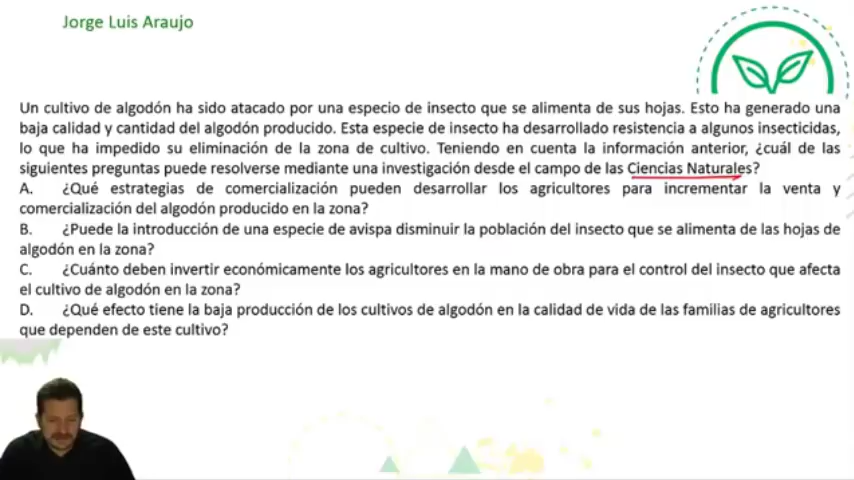 Jorge Luis Araujo
Un cultivo de algodón ha sido atacado por una especio de insecto que se alimenta de sus hojas. Esto ha generado una
baja calidad y cantidad del algodón producido. Esta especie de insecto ha desarrollado resistencia a algunos insecticidas,
lo que ha impedido su eliminación de la zona de cultivo. Teniendo en cuenta la información anterior, ¿cuál de las
siguientes preguntas puede resolverse mediante una investigación desde el campo de las Ciencias Naturales?
A. ¿Qué estrategias de comercialización pueden desarrollar los agricultores para incrementar la venta y
comercialización del algodón producido en la zona?
B. ¿Puede la introducción de una especie de avispa disminuir la población del insecto que se alimenta de las hojas de
algodón en la zona?
C. ¿Cuánto deben invertir económicamente los agricultores en la mano de obra para el control del insecto que afecta
el cultivo de algodón en la zona?
D. ¿Qué efecto tiene la baja producción de los cultivos de algodón en la calidad de vida de las familias de agricultores
que dependen de este cultivo?